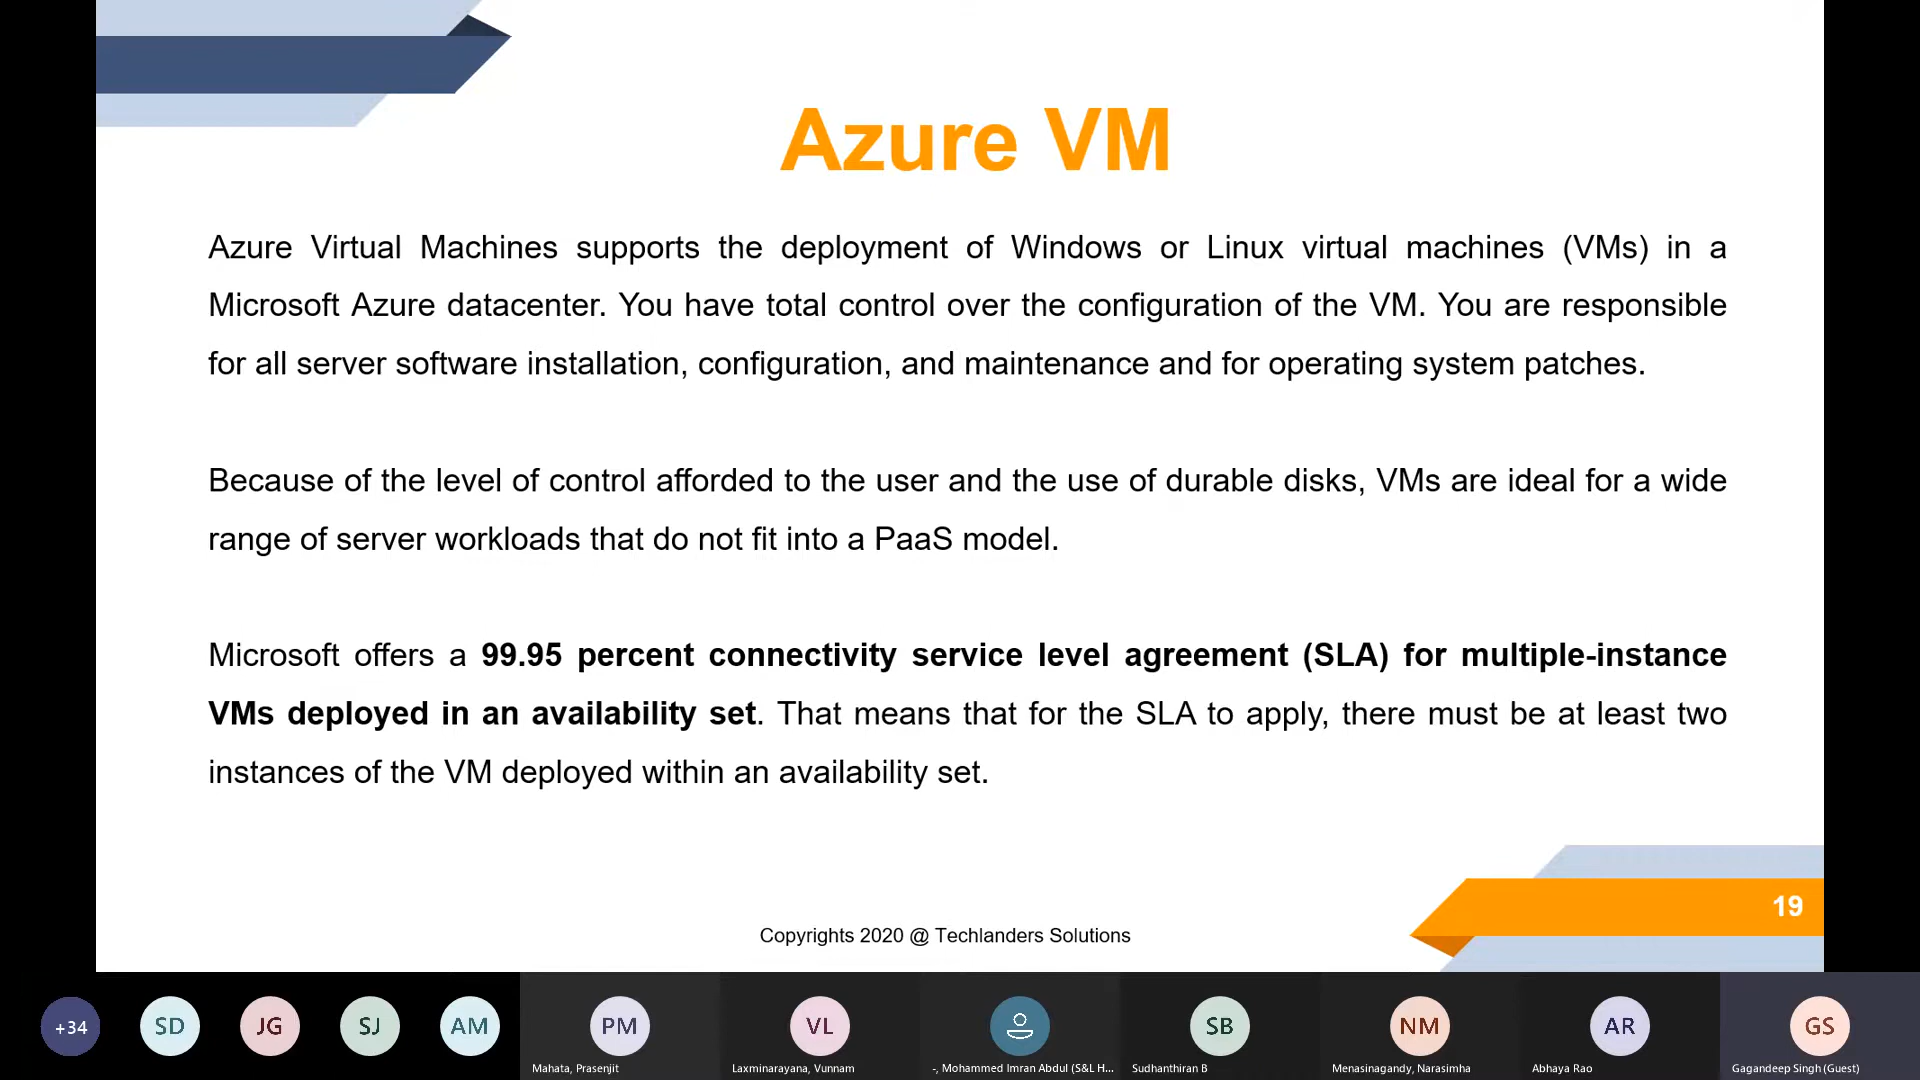 Azure VM
Azure Virtual Machines supports the deployment of Windows or Linux virtual machines (VMs) in a
Microsoft Azure datacenter. You have total control over the configuration of the VM. You are responsible
for all server software installation, configuration, and maintenance and for operating system patches.
Because of the level of control afforded to the user and the use of durable disks, VMs are ideal for a wide
range of server workloads that do not fit into a PaaS model.
Microsoft offers a 99.95 percent connectivity service level agreement (SLA) for multiple-instance
VMs deployed in an availability set. That means that for the SLA to apply, there must be at least two
instances of the VM deployed within an availability set.
19
Copyrights 2020 @ Techlanders Solutions
+34 SD JG SJ AM PM VL SB NM AR GS
Mahata, Prasenjit Laxminarayana, Vunnam -, Mohammed Imran Abdul (S&L H... Sudhanthiran B Menasinagandy, Narasimha Abhaya Rao Gagandeep Singh (Guest)